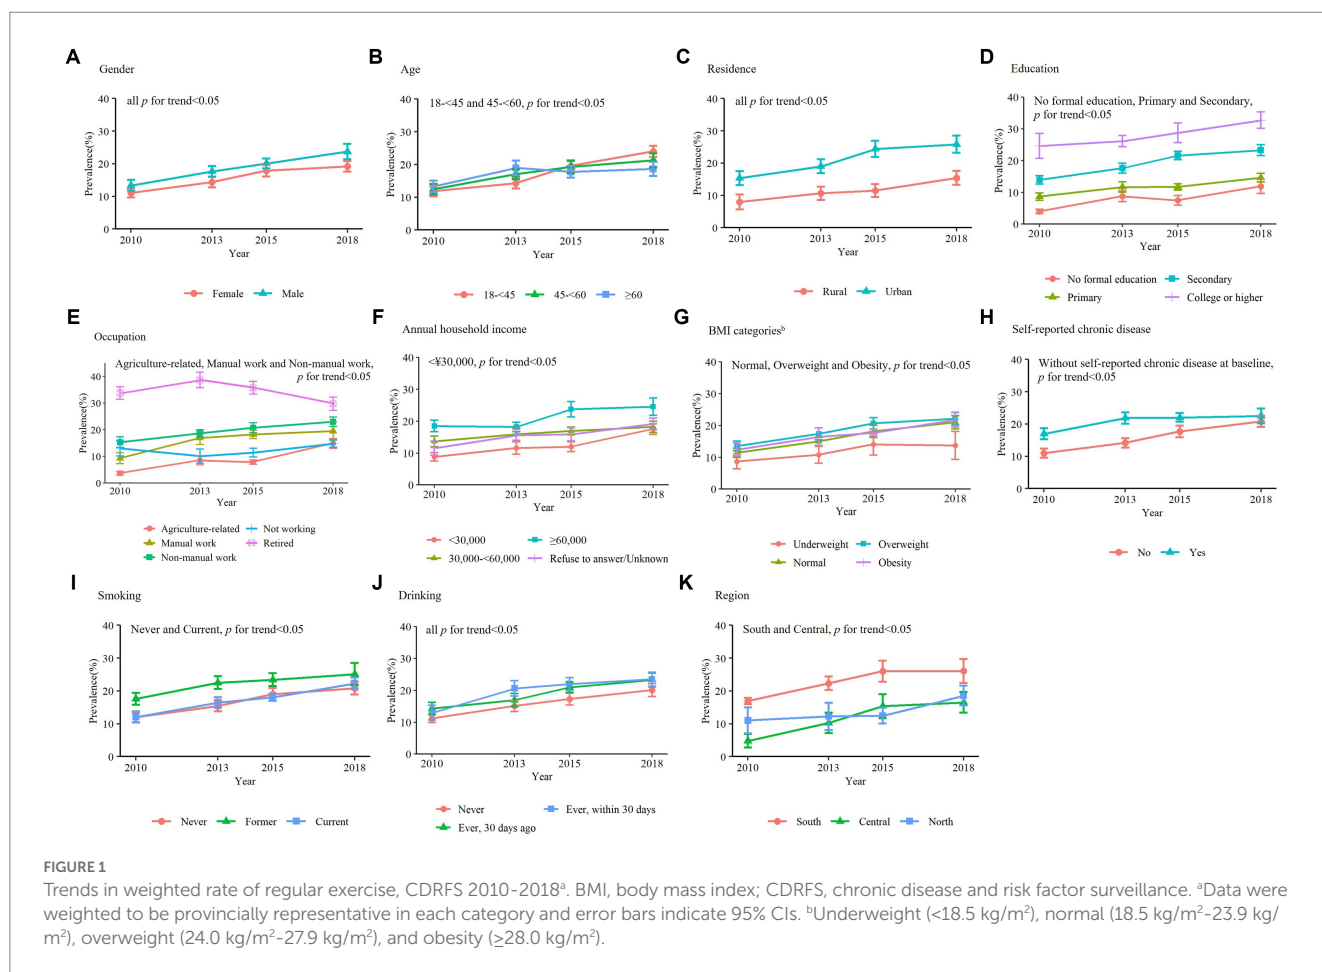 A
Gender
all p for trend<0.05
Prevalence(%)
40
30
20
10
0
2010 2013 2015 2018
Year
Female Male
B
Age
18-<45 and 45-<60, p for trend<0.05
Prevalence(%)
40
30
20
10
0
2010 2013 2015 2018
Year
18-<45 45-<60 ≥60
C
Residence
all p for trend<0.05
Prevalence(%)
40
30
20
10
0
2010 2013 2015 2018
Year
Rural Urban
D
Education
No formal education, Primary and Secondary,
p for trend<0.05
Prevalence(%)
40
30
20
10
0
2010 2013 2015 2018
Year
No formal education Secondary
Primary College or higher
E
Occupation
Agriculture-related, Manual work and Non-manual work,
p for trend<0.05
Prevalence(%)
40
30
20
10
0
2010 2013 2015 2018
Year
Agriculture-related Not working
Manual work Retired
Non-manual work
F
Annual household income
<¥30,000, p for trend<0.05
Prevalence(%)
40
30
20
10
0
2010 2013 2015 2018
Year
<30,000 ≥60,000
30,000-<60,000 Refuse to answer/Unknown
G
BMI categoriesᵇ
Normal, Overweight and Obesity, p for trend<0.05
Prevalence(%)
40
30
20
10
0
2010 2013 2015 2018
Year
Underweight Overweight
Normal Obesity
H
Self-reported chronic disease
Without self-reported chronic disease at baseline,
p for trend<0.05
Prevalence(%)
40
30
20
10
0
2010 2013 2015 2018
Year
No Yes
I
Smoking
Never and Current, p for trend<0.05
Prevalence(%)
40
30
20
10
0
2010 2013 2015 2018
Year
Never Former Current
J
Drinking
all p for trend<0.05
Prevalence(%)
40
30
20
10
0
2010 2013 2015 2018
Year
Never Ever, within 30 days
Ever, 30 days ago
K
Region
South and Central, p for trend<0.05
Prevalence(%)
40
30
20
10
0
2010 2013 2015 2018
Year
South Central North
FIGURE 1
Trends in weighted rate of regular exercise, CDRFS 2010-2018ᵃ. BMI, body mass index; CDRFS, chronic disease and risk factor surveillance. ᵃData were
weighted to be provincially representative in each category and error bars indicate 95% CIs. ᵇUnderweight (<18.5 kg/m²), normal (18.5 kg/m²-23.9 kg/
m²), overweight (24.0 kg/m²-27.9 kg/m²), and obesity (≥28.0 kg/m²).